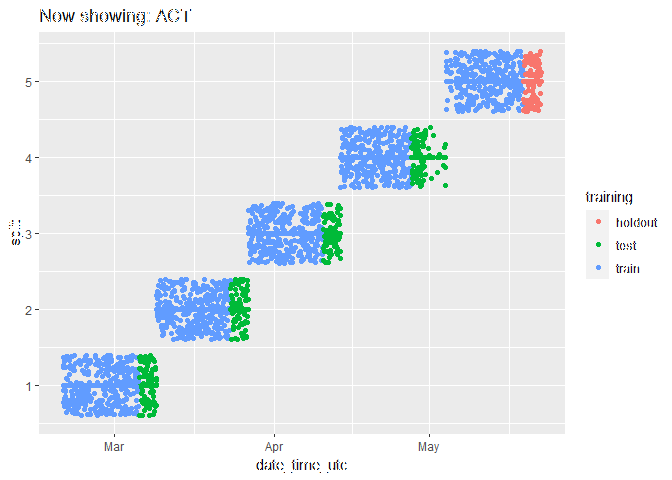 Now showing: ACT
5
4
3
2
1
split
Mar
Apr
May
date_time_utc
training
holdout
test
train